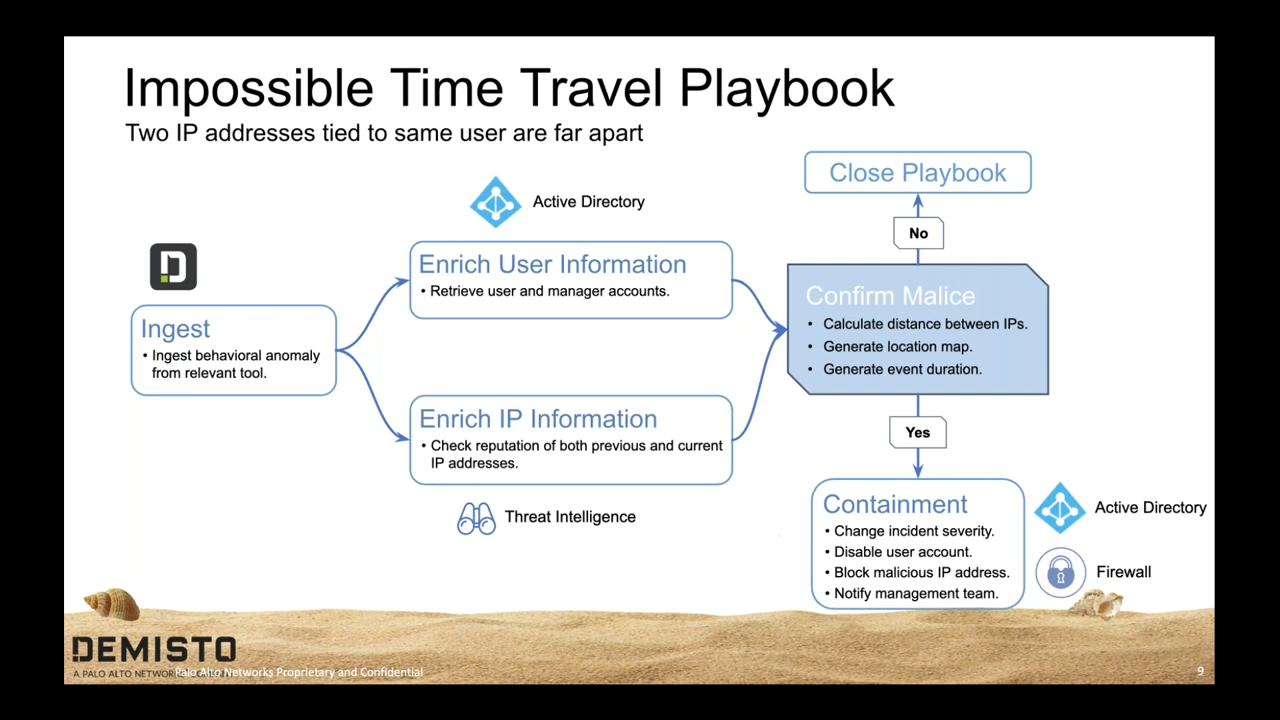 Impossible Time Travel Playbook
Two IP addresses tied to same user are far apart
Active Directory
Ingest
• Ingest behavioral anomaly
from relevant tool.
Enrich User Information
• Retrieve user and manager accounts.
Enrich IP Information
• Check reputation of both previous and current
IP addresses.
Threat Intelligence
Close Playbook
No
Confirm Malice
• Calculate distance between IPs.
• Generate location map.
• Generate event duration.
Yes
Containment
• Change incident severity.
• Disable user account.
• Block malicious IP address.
• Notify management team.
Active Directory
Firewall
DEMISTO
A PALO ALTO
Palo Alto Networks Proprietary and Confidential
9